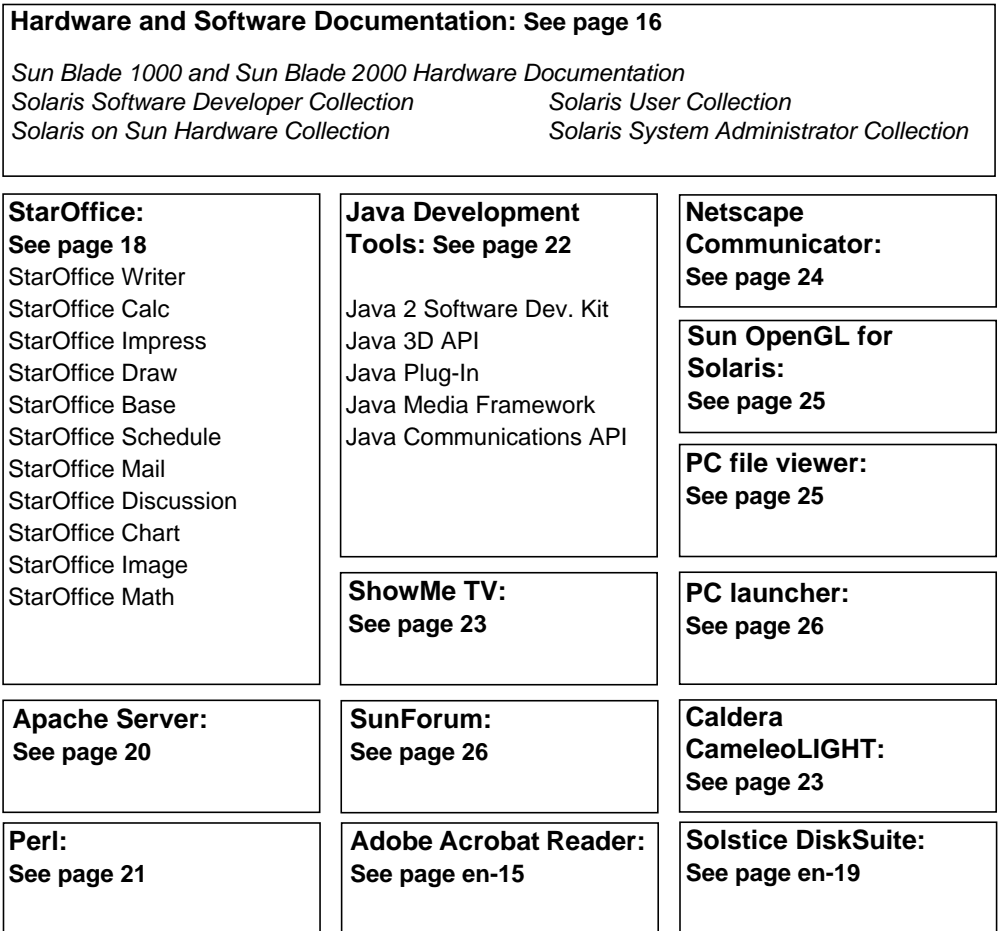 Hardware and Software Documentation: See page 16
Sun Blade 1000 and Sun Blade 2000 Hardware Documentation
Solaris Software Developer Collection Solaris User Collection
Solaris on Sun Hardware Collection Solaris System Administrator Collection
StarOffice:
See page 18
StarOffice Writer
StarOffice Calc
StarOffice Impress
StarOffice Draw
StarOffice Base
StarOffice Schedule
StarOffice Mail
StarOffice Discussion
StarOffice Chart
StarOffice Image
StarOffice Math
Java Development
Tools: See page 22
Java 2 Software Dev. Kit
Java 3D API
Java Plug-In
Java Media Framework
Java Communications API
Netscape
Communicator:
See page 24
Sun OpenGL for
Solaris:
See page 25
PC file viewer:
See page 25
ShowMe TV:
See page 23
PC launcher:
See page 26
Apache Server:
See page 20
SunForum:
See page 26
Caldera
CameleoLIGHT:
See page 23
Perl:
See page 21
Adobe Acrobat Reader:
See page en-15
Solstice DiskSuite:
See page en-19